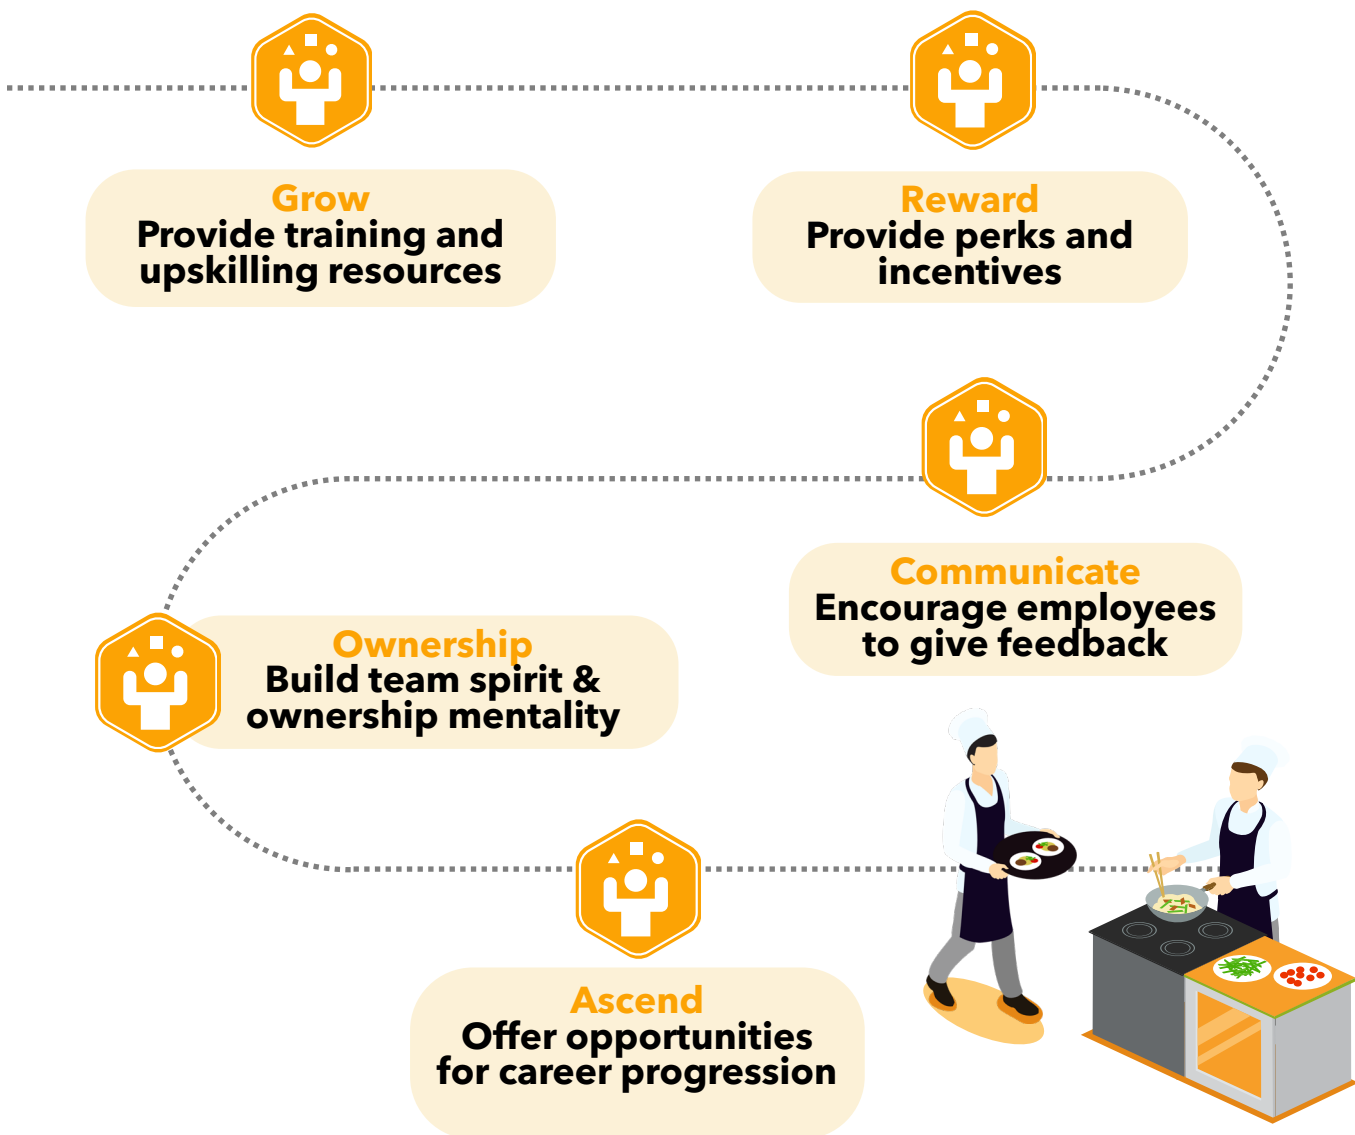 Grow
Provide training and
upskilling resources
Reward
Provide perks and
incentives
Communicate
Encourage employees
to give feedback
Ownership
Build team spirit &
ownership mentality
Ascend
Offer opportunities
for career progression